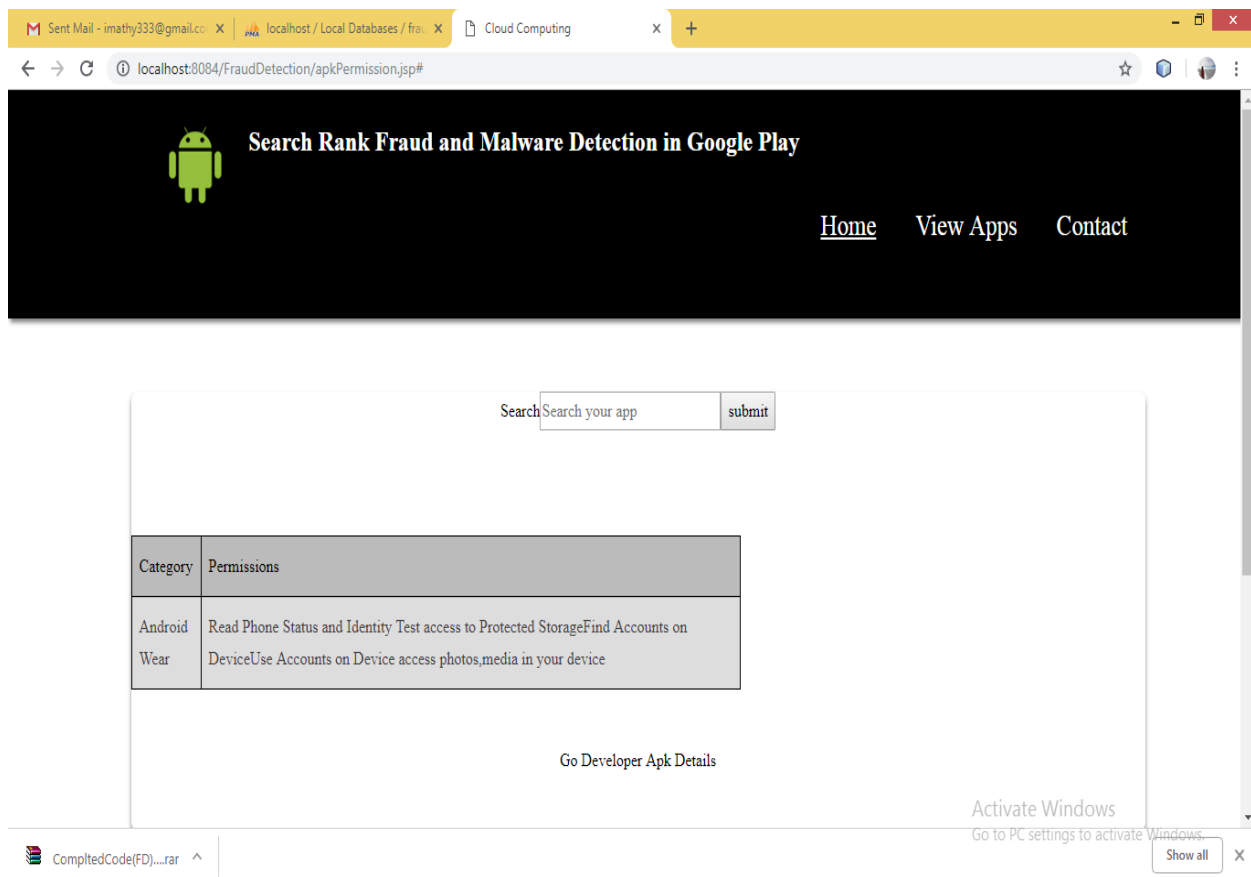 Sent Mail - imathy333@gmail.co
localhost / Local Databases / frau
Cloud Computing
localhost:8084/FraudDetection/apkPermission.jsp#
Search Rank Fraud and Malware Detection in Google Play
Home View Apps Contact
Search Search your app submit
Category Permissions
Android Wear
Read Phone Status and Identity Test access to Protected StorageFind Accounts on
DeviceUse Accounts on Device access photos,media in your device
Go Developer Apk Details
Activate Windows
Go to PC settings to activate Windows.
CompltedCode(FD)....rar
Show all